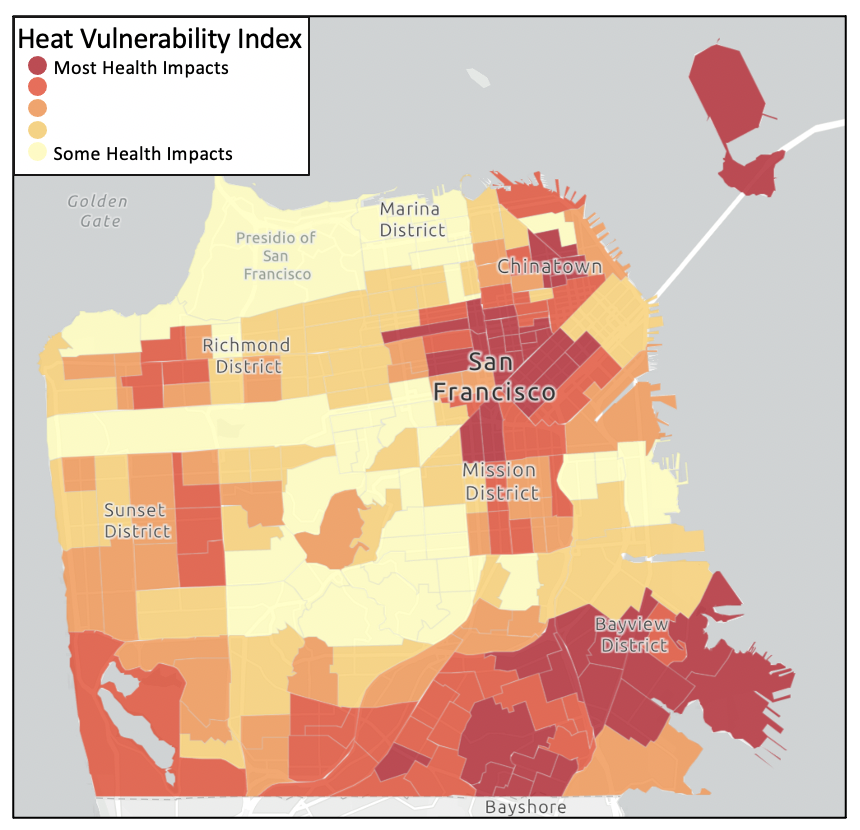 Heat Vulnerability Index
Most Health Impacts
Some Health Impacts
Golden
Gate
Marina
District
Presidio of
San
Francisco
Chinatown
Richmond
District
San
Francisco
Mission
District
Sunset
District
Bayview
District
Bayshore